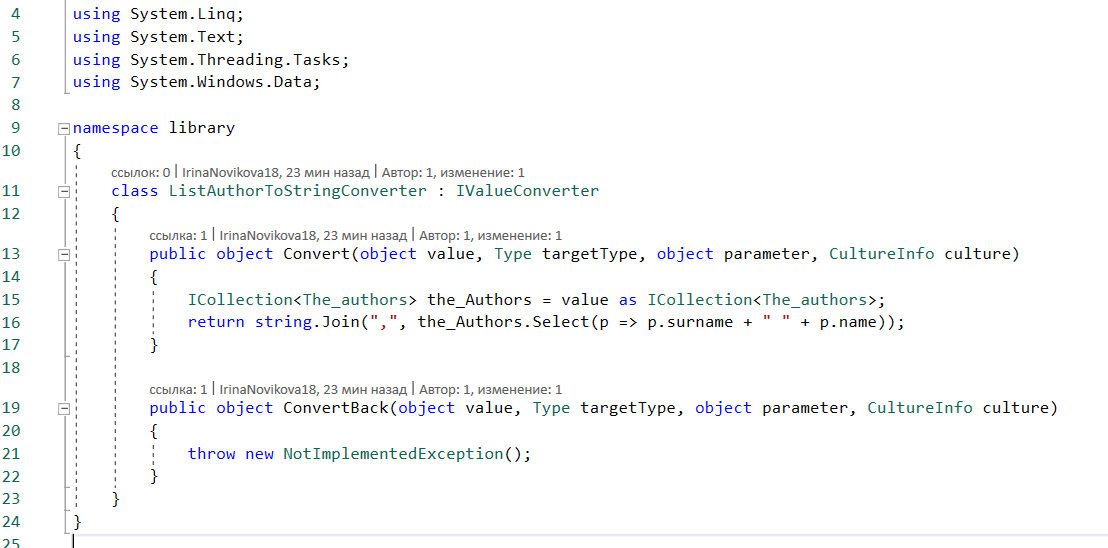 4 using System.Linq;
5 using System.Text;
6 using System.Threading.Tasks;
7 using System.Windows.Data;
8
9 namespace library
10 {
ссылок: 0 | IrinaNovikova18, 23 мин назад | Автор: 1, изменение: 1
11 class ListAuthorToStringConverter : IValueConverter
12 {
ссылка: 1 | IrinaNovikova18, 23 мин назад | Автор: 1, изменение: 1
13 public object Convert(object value, Type targetType, object parameter, CultureInfo culture)
14 {
15 ICollection<The_authors> the_Authors = value as ICollection<The_authors>;
16 return string.Join(",", the_Authors.Select(p => p.surname + " " + p.name));
17 }
18
ссылка: 1 | IrinaNovikova18, 23 мин назад | Автор: 1, изменение: 1
19 public object ConvertBack(object value, Type targetType, object parameter, CultureInfo culture)
20 {
21 throw new NotImplementedException();
22 }
23 }
24 }
25